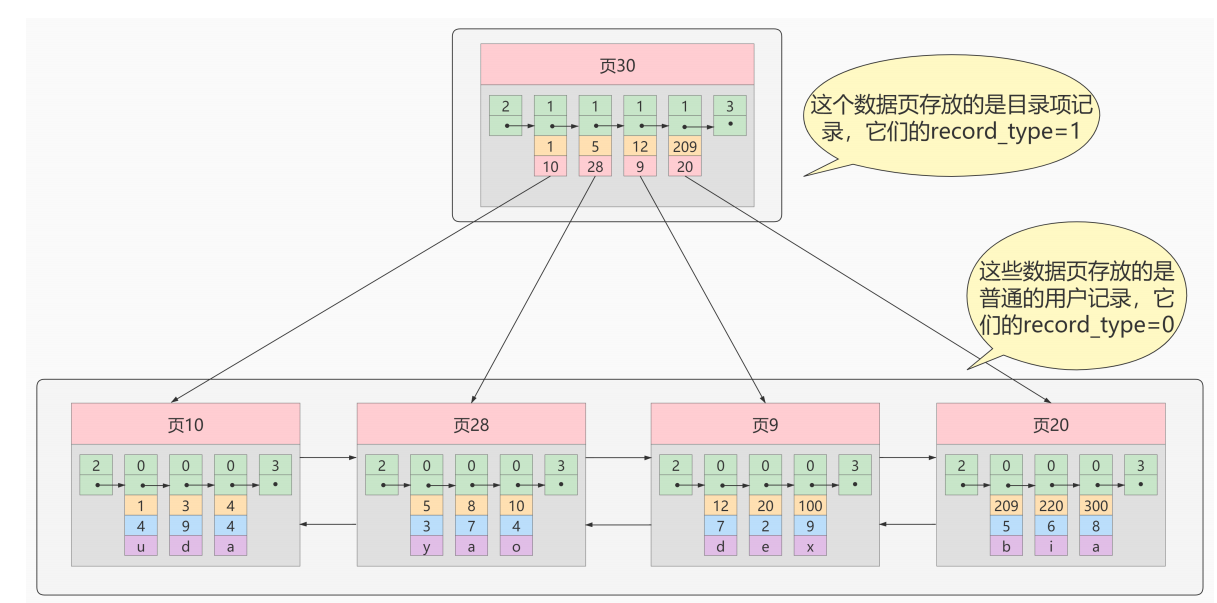 页30
2 1 1 1 1 3
1 5 12 209
10 28 9 20
这个数据页存放的是目录项记
录，它们的record_type=1
这些数据页存放的是
普通的用户记录，它
们的record_type=0
页10
2 0 0 0 3
1 3 4
4 9 4
u d a
页28
2 0 0 0 3
5 8 10
3 7 4
y a o
页9
2 0 0 0 3
12 20 100
7 2 9
d e x
页20
2 0 0 0 3
209 220 300
5 6 8
b i a